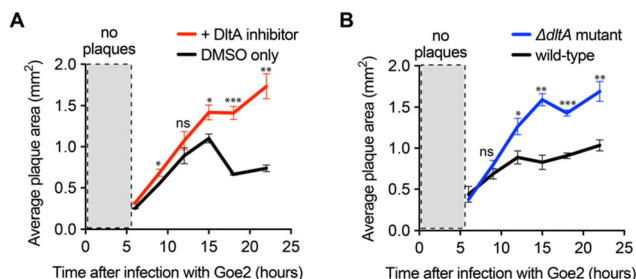 A
no
plaques
+ DltA inhibitor
DMSO only
Average plaque area (mm²)
2.0
1.5
1.0
0.5
0.0
*
ns
*
***
**
0
5
10
15
20
25
Time after infection with Goe2 (hours)
B
no
plaques
ΔdltA mutant
wild-type
Average plaque area (mm²)
2.0
1.5
1.0
0.5
0.0
ns
*
**
***
**
0
5
10
15
20
25
Time after infection with Goe2 (hours)